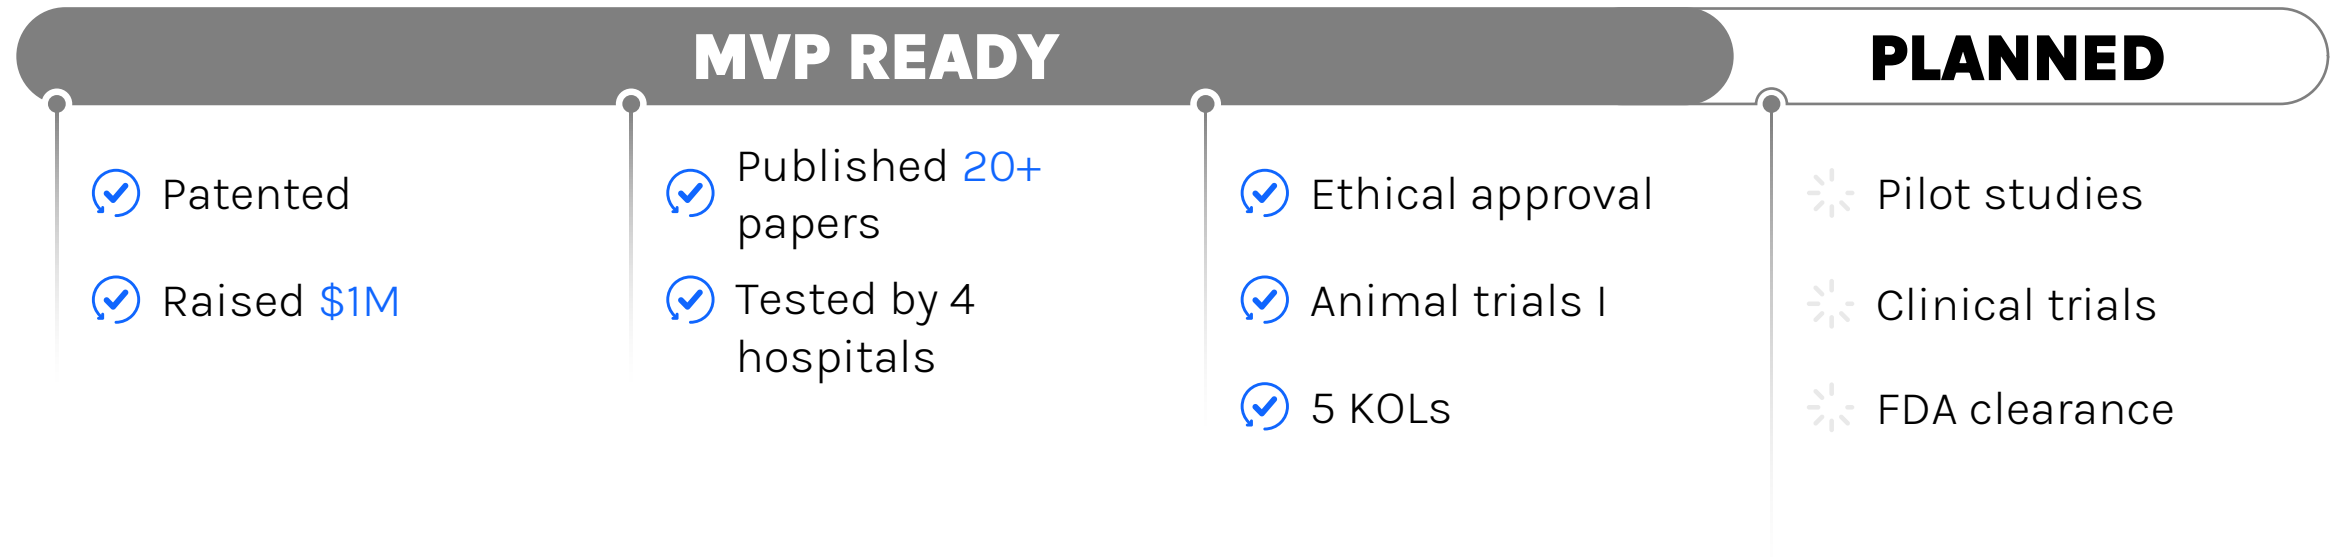 MVP READY
PLANNED
Patented
Raised $1M
Published 20+
papers
Tested by 4
hospitals
Ethical approval
Animal trials I
5 KOLs
Pilot studies
Clinical trials
FDA clearance